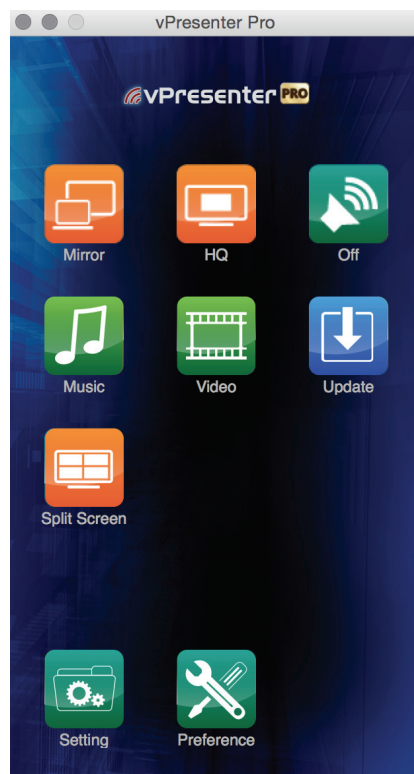 vPresenter Pro
vPresenter PRO
Mirror HQ Off
Music Video Update
Split Screen
Setting Preference